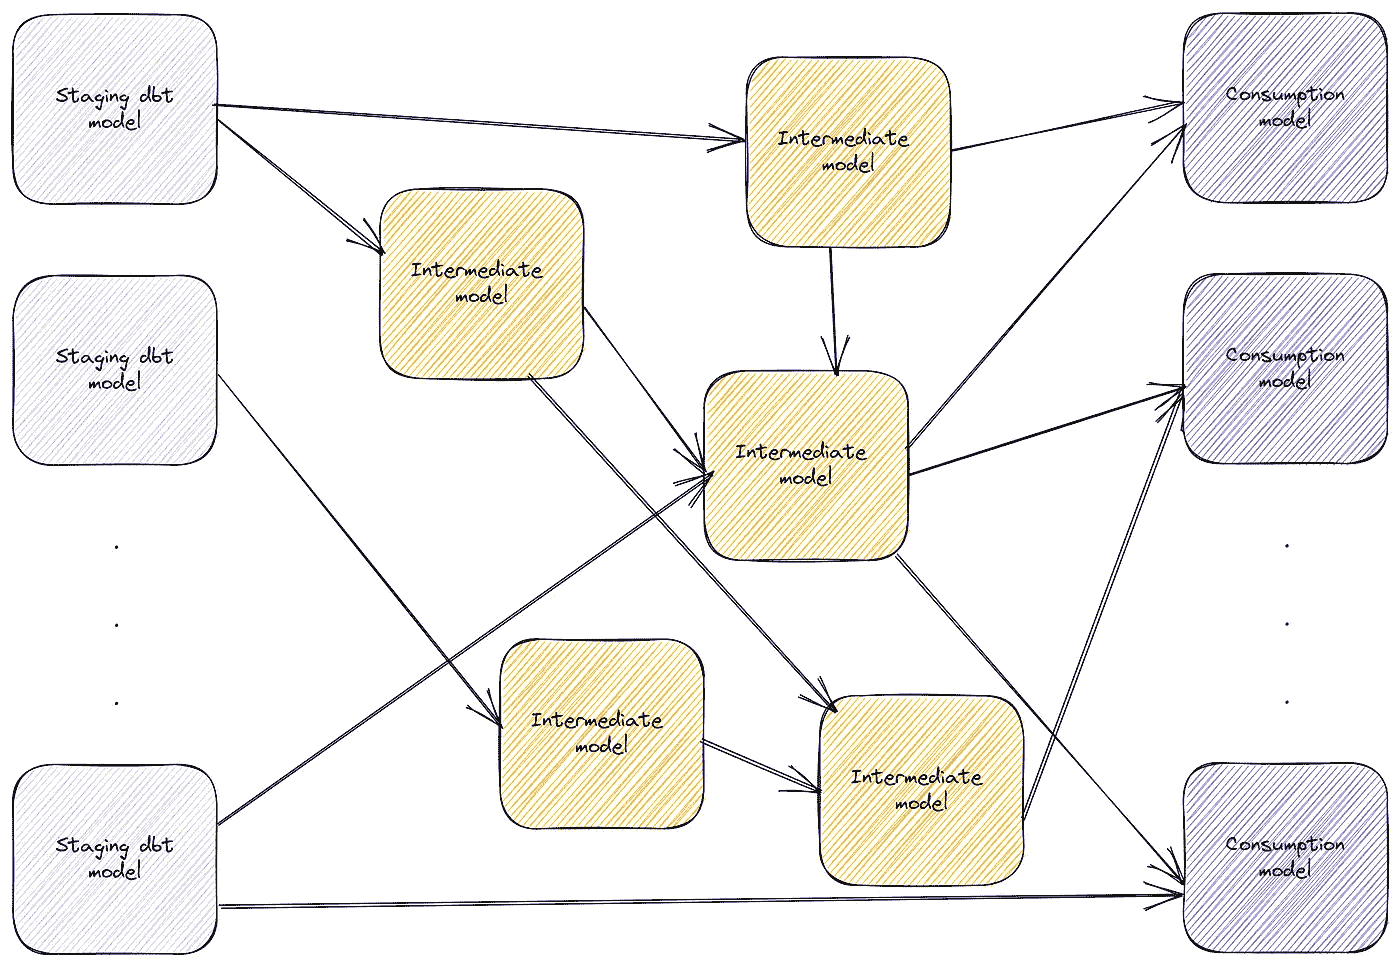 Staging dbt
model
Intermediate
model
Consumption
model
Intermediate
model
Staging dbt
model
Consumption
model
Intermediate
model
Intermediate
model
Intermediate
model
Staging dbt
model
Consumption
model